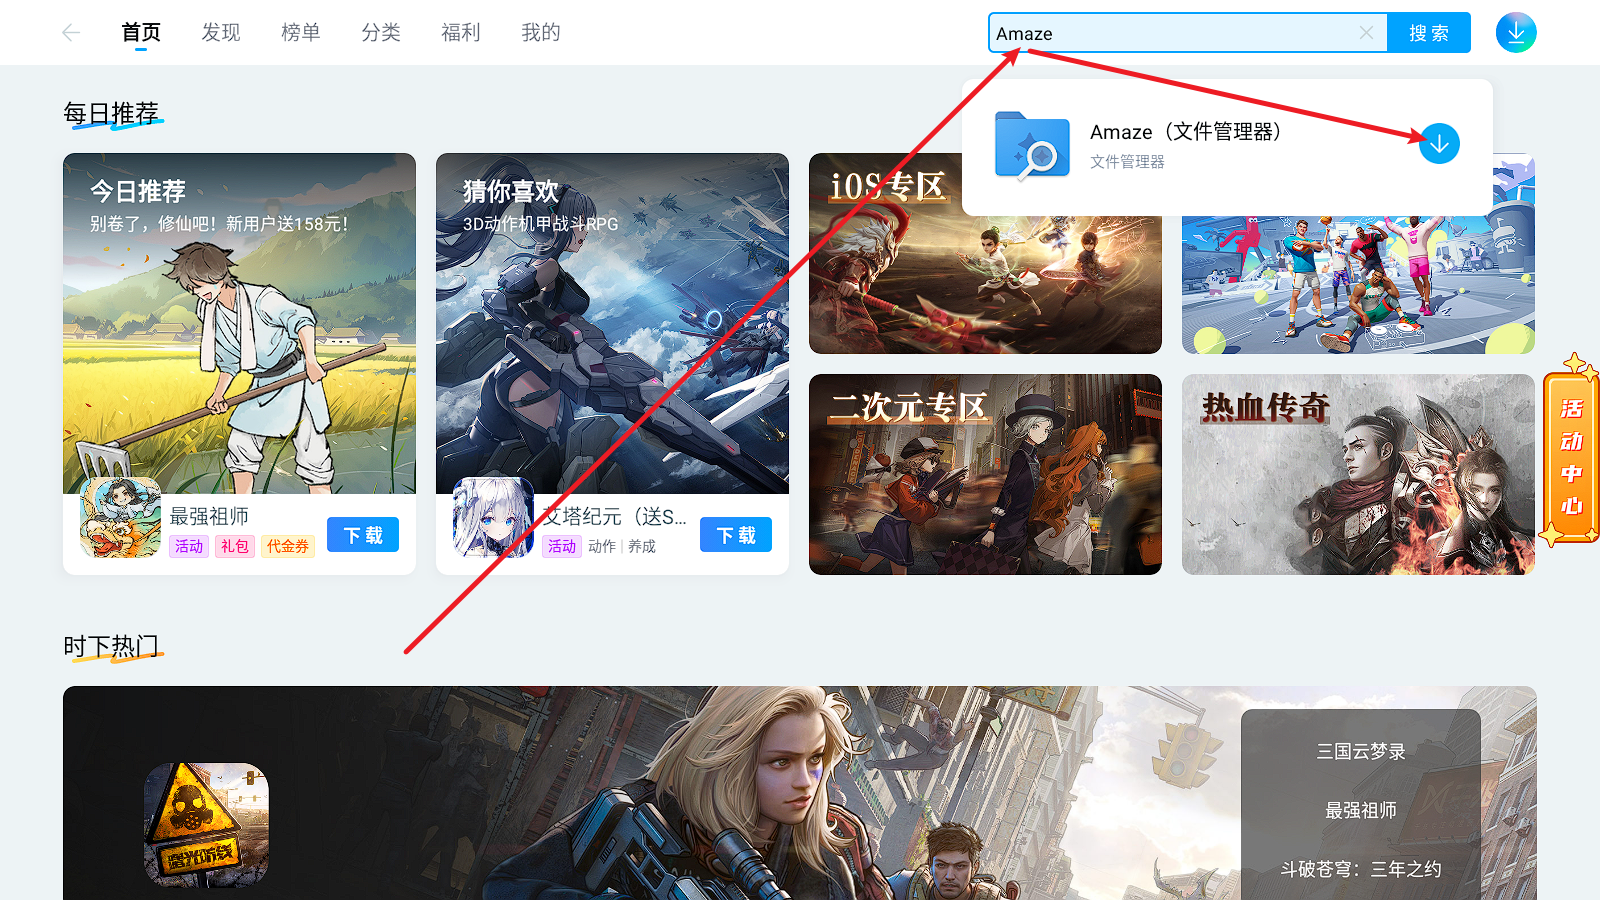 首页 发现 榜单 分类 福利 我的
Amaze
搜索
Amaze（文件管理器）
文件管理器
每日推荐
今日推荐
别卷了，修仙吧！新用户送158元！
最强祖师
活动 礼包 代金券
下载
猜你喜欢
3D动作机甲战斗RPG
艾塔纪元（送S...
活动 动作 | 养成
下载
iOS专区
二次元专区
热血传奇
活动中心
时下热门
曙光防线
三国云梦录
最强祖师
斗破苍穹：三年之约